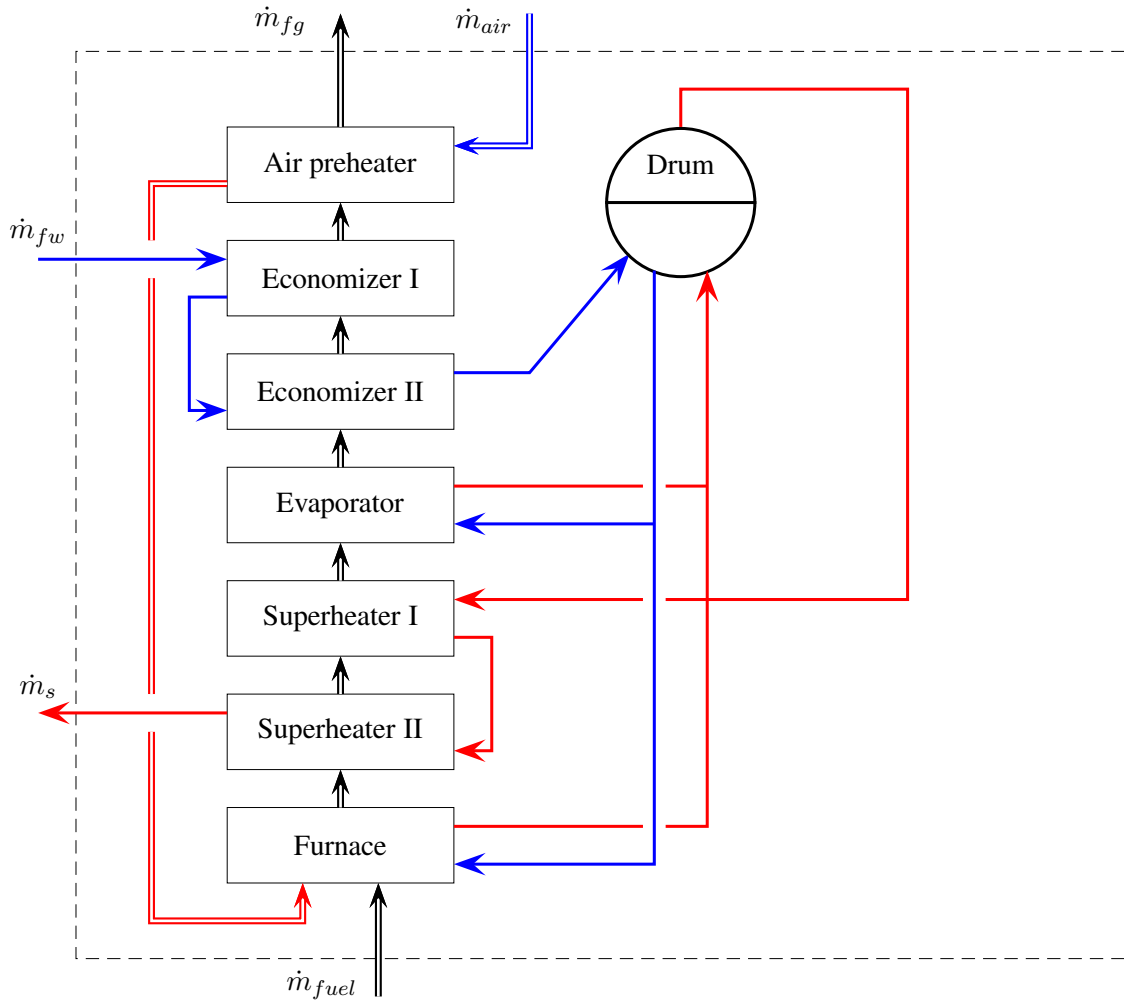 ṁ_fg
ṁ_air
Air preheater
Drum
ṁ_fw
Economizer I
Economizer II
Evaporator
Superheater I
ṁ_s
Superheater II
Furnace
ṁ_fuel